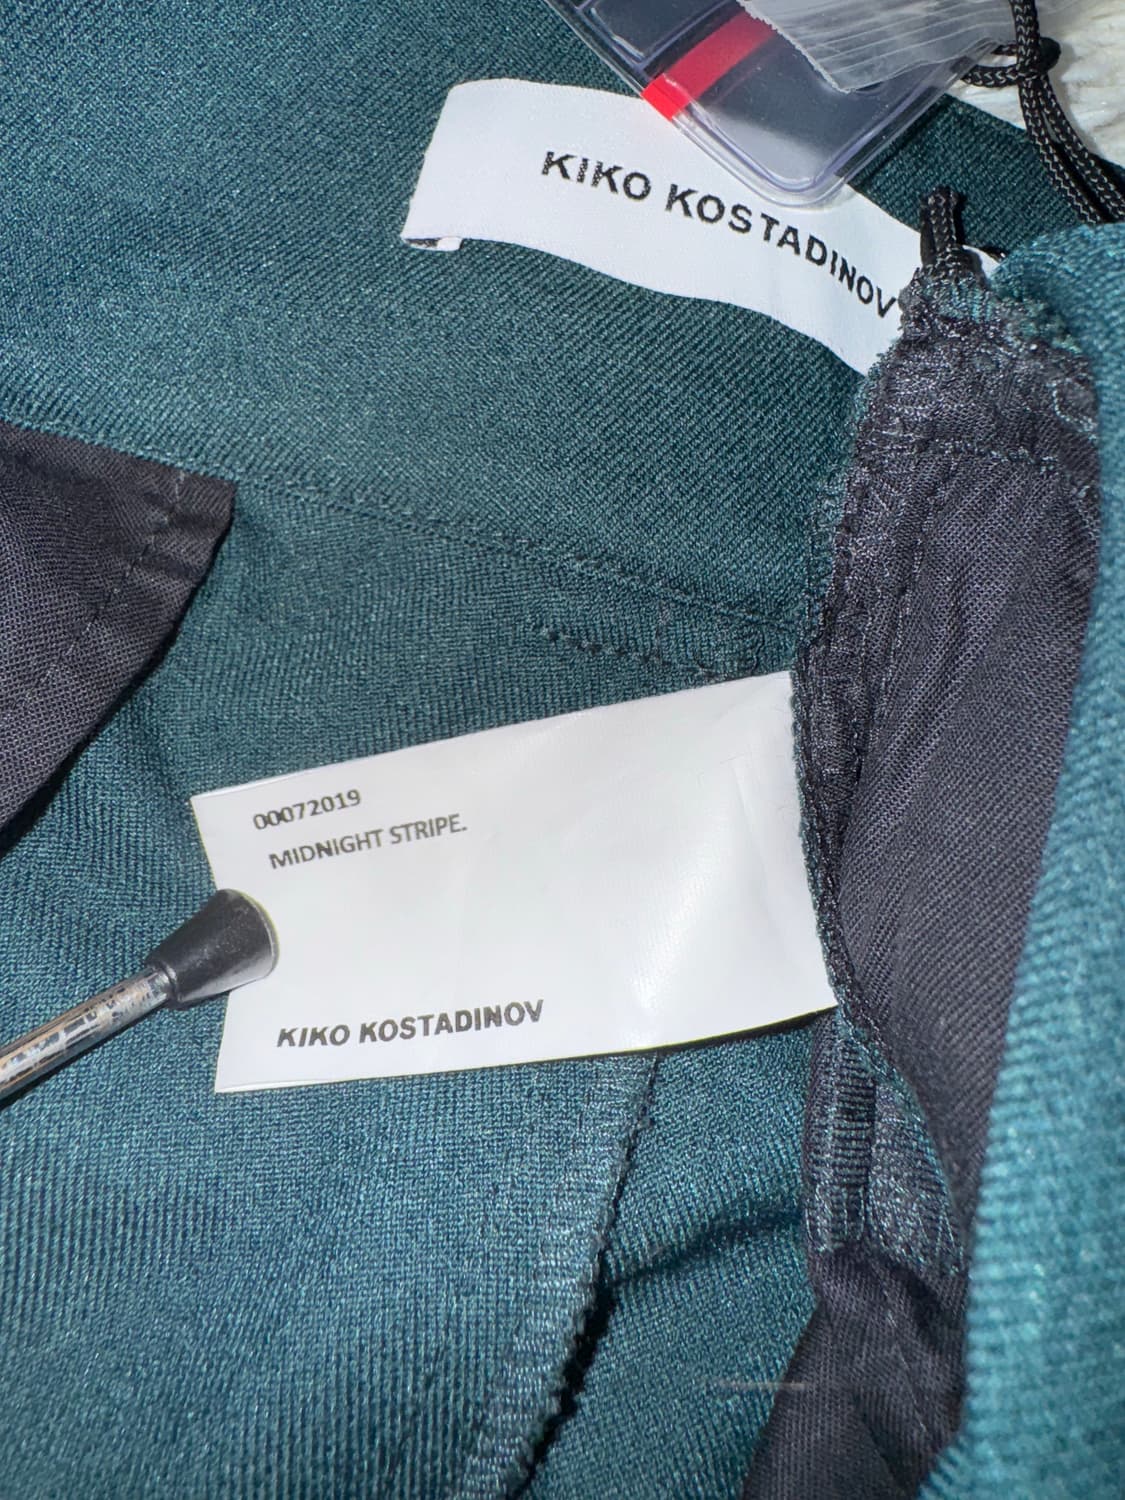 KIKO KOSTADINOV
00072019
MIDNIGHT STRIPE.
KIKO KOSTADINOV